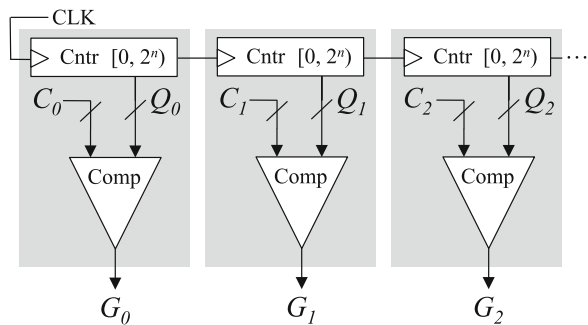 CLK
Cntr [0, 2ⁿ) Cntr [0, 2ⁿ) Cntr [0, 2ⁿ) ...
C₀ Q₀ C₁ Q₁ C₂ Q₂
Comp Comp Comp
G₀ G₁ G₂